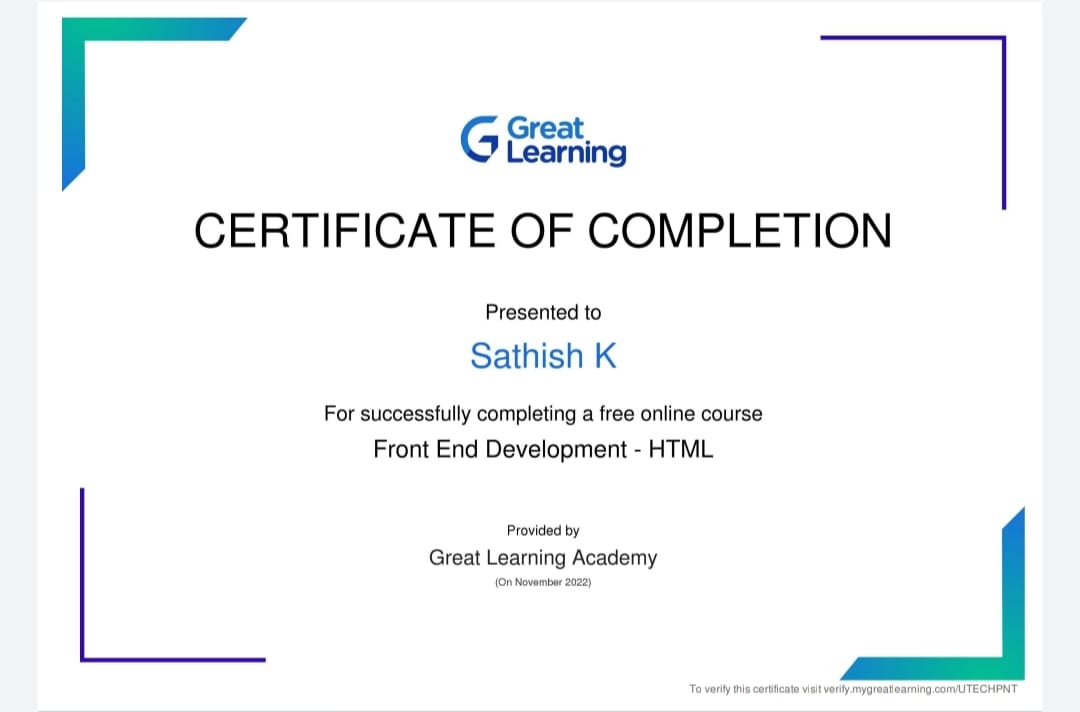 Great
Learning
CERTIFICATE OF COMPLETION
Presented to
Sathish K
For successfully completing a free online course
Front End Development - HTML
Provided by
Great Learning Academy
(On November 2022)
To verify this certificate visit verify.mygreatlearning.com/UTECHPNT